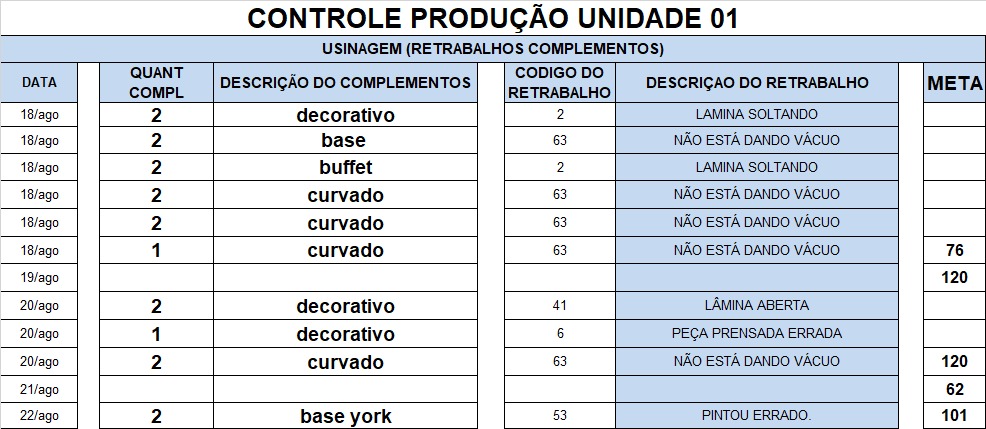 CONTROLE PRODUÇÃO UNIDADE 01
USINAGEM (RETRABALHOS COMPLEMENTOS)
DATA QUANT COMPL DESCRIÇÃO DO COMPLEMENTOS CODIGO DO RETRABALHO DESCRIÇAO DO RETRABALHO META
18/ago 2 decorativo 2 LAMINA SOLTANDO
18/ago 2 base 63 NÃO ESTÁ DANDO VÁCUO
18/ago 2 buffet 2 LAMINA SOLTANDO
18/ago 2 curvado 63 NÃO ESTÁ DANDO VÁCUO
18/ago 2 curvado 63 NÃO ESTÁ DANDO VÁCUO
18/ago 1 curvado 63 NÃO ESTÁ DANDO VÁCUO 76
19/ago 120
20/ago 2 decorativo 41 LÂMINA ABERTA
20/ago 1 decorativo 6 PEÇA PRENSADA ERRADA
20/ago 2 curvado 63 NÃO ESTÁ DANDO VÁCUO 120
21/ago 62
22/ago 2 base york 53 PINTOU ERRADO. 101